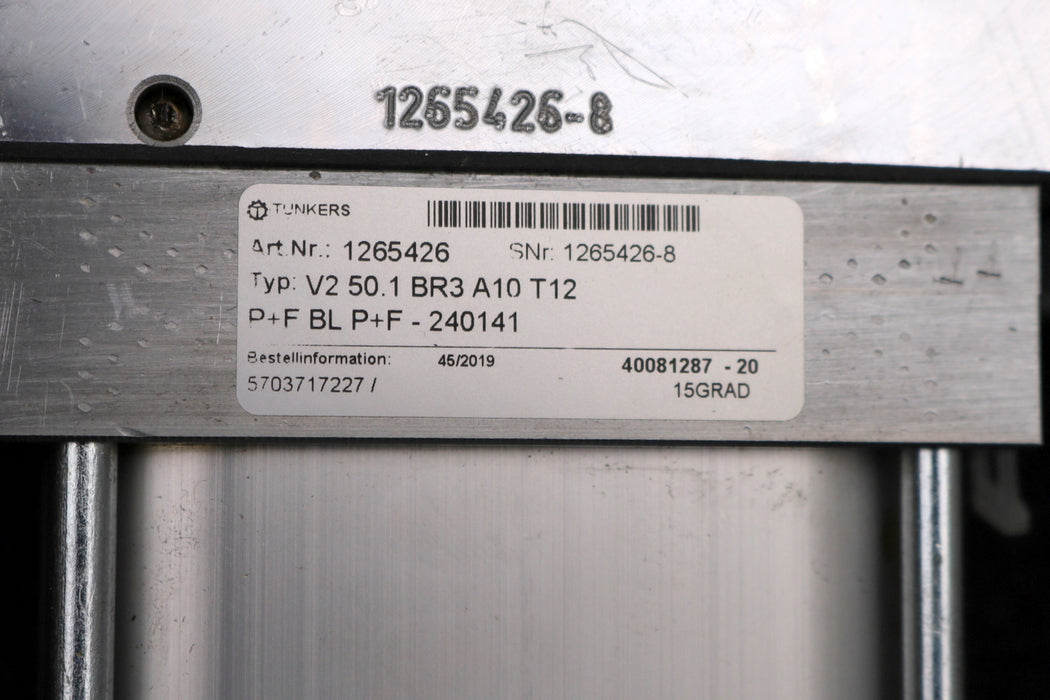 1265426-8
TÜNKERS
Art.Nr.: 1265426 SNr: 1265426-8
Typ: V2 50.1 BR3 A10 T12
P+F BL P+F - 240141
Bestellinformation: 45/2019 40081287 - 20
5703717227 / 15GRAD